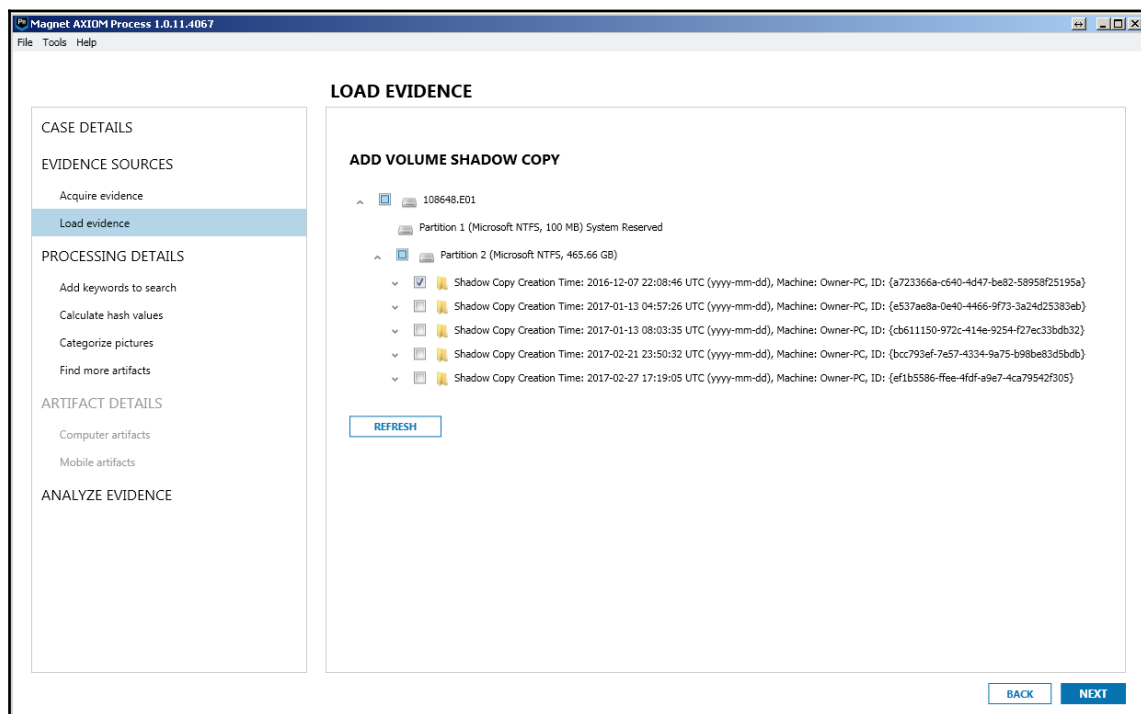 Magnet AXIOM Process 1.0.11.4067
File Tools Help
LOAD EVIDENCE
CASE DETAILS
EVIDENCE SOURCES
Acquire evidence
Load evidence
PROCESSING DETAILS
Add keywords to search
Calculate hash values
Categorize pictures
Find more artifacts
ARTIFACT DETAILS
Computer artifacts
Mobile artifacts
ANALYZE EVIDENCE
ADD VOLUME SHADOW COPY
108648.E01
Partition 1 (Microsoft NTFS, 100 MB) System Reserved
Partition 2 (Microsoft NTFS, 465.66 GB)
Shadow Copy Creation Time: 2016-12-07 22:08:46 UTC (yyyy-mm-dd), Machine: Owner-PC, ID: {a723366a-c640-4d47-be82-58958f25195a}
Shadow Copy Creation Time: 2017-01-13 04:57:26 UTC (yyyy-mm-dd), Machine: Owner-PC, ID: {e537ae8a-0e40-4466-9f73-3a24d25383eb}
Shadow Copy Creation Time: 2017-01-13 08:03:35 UTC (yyyy-mm-dd), Machine: Owner-PC, ID: {cb611150-972c-414e-9254-f27ec33bdb32}
Shadow Copy Creation Time: 2017-02-21 23:50:32 UTC (yyyy-mm-dd), Machine: Owner-PC, ID: {bcc793ef-7e57-4334-9a75-b98be83d5bdb}
Shadow Copy Creation Time: 2017-02-27 17:19:05 UTC (yyyy-mm-dd), Machine: Owner-PC, ID: {ef1b5586-ffee-4fdf-a9e7-4ca79542f305}
REFRESH
BACK NEXT